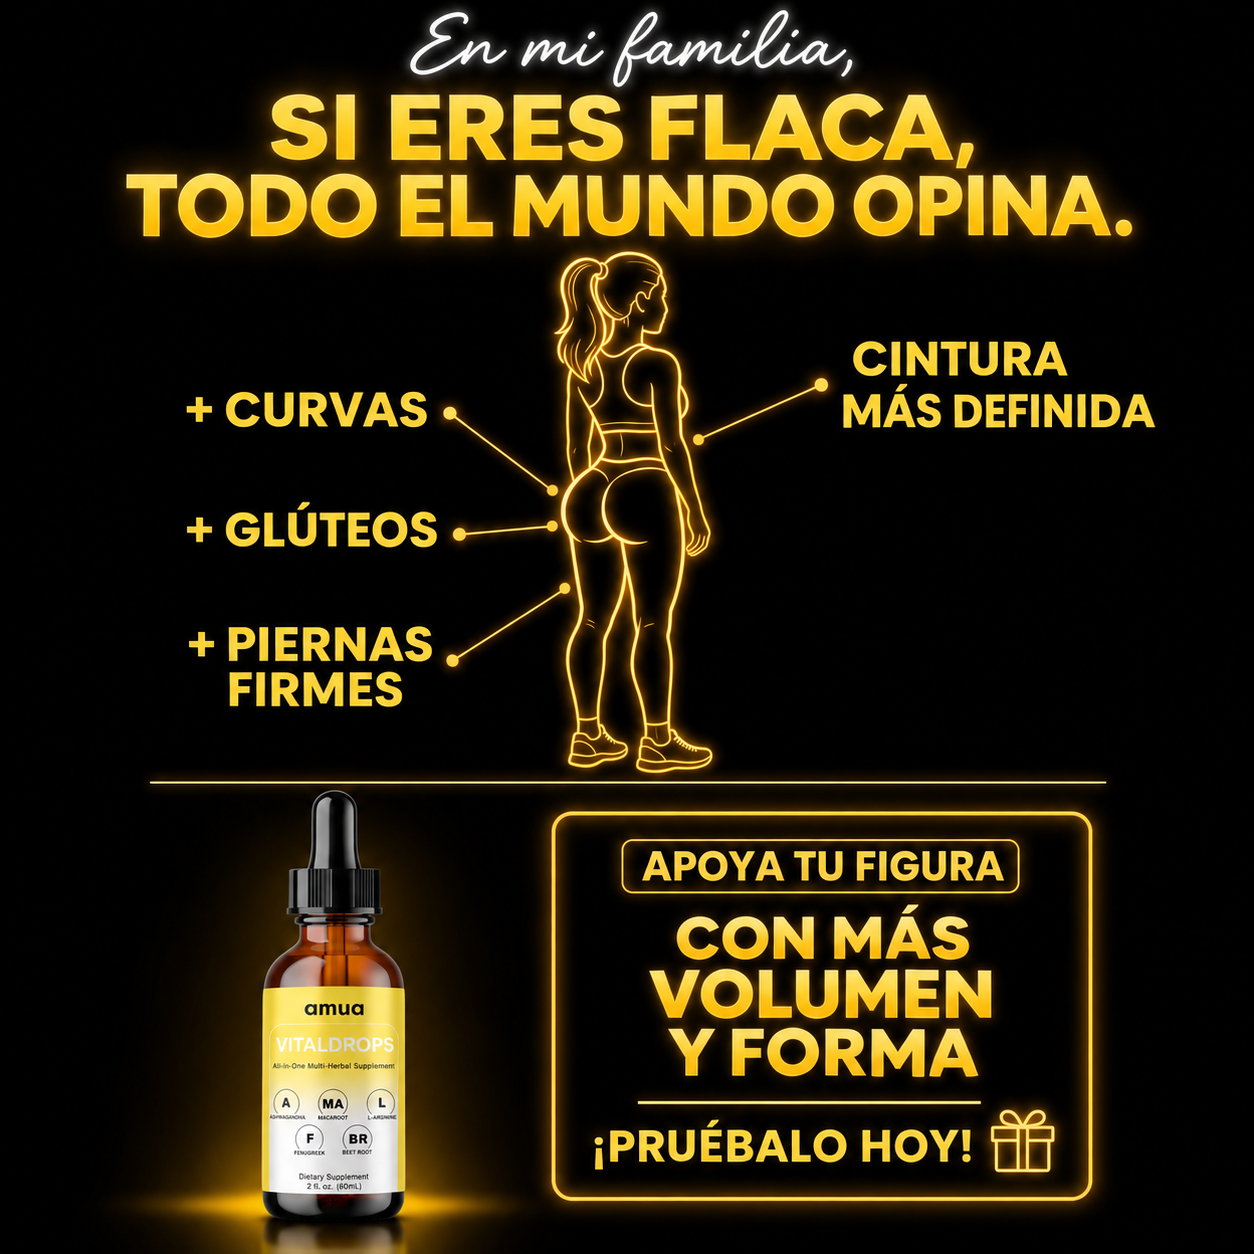 En mi familia,
SI ERES FLACA,
TODO EL MUNDO OPINA.
+ CURVAS
+ GLÚTEOS
+ PIERNAS
FIRMES
CINTURA
MÁS DEFINIDA
amua
VITALDROPS
All-in-One Multi-Herbal Supplement
A
MA
L
ASHWAGANDHA
MACAROOT
L-ARGININE
F
BR
FENUGREEK
BEET ROOT
Dietary Supplement
2 fl. oz. (60mL)
APOYA TU FIGURA
CON MÁS
VOLUMEN
Y FORMA
¡PRUÉBALO HOY!